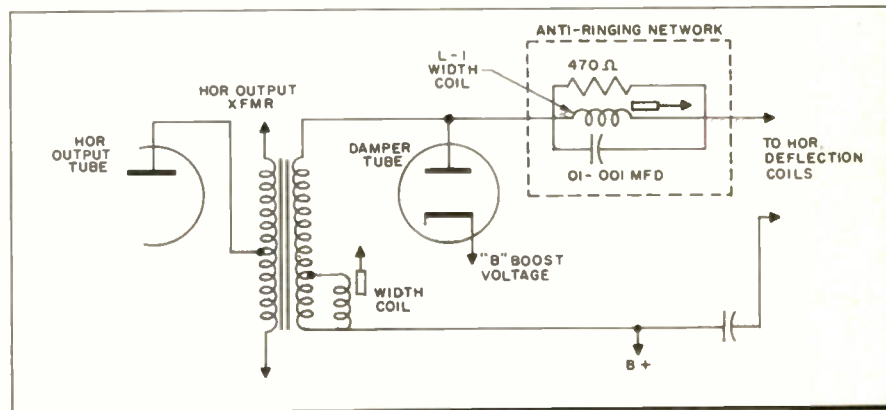 ANTI-RINGING NETWORK
L-1
WIDTH
COIL
470 Ω
HOR OUTPUT
XFMR
HOR
OUTPUT
TUBE
DAMPER
TUBE
01-001 MFD
TO HOR.
DEFLECTION
COILS
"B" BOOST
VOLTAGE
WIDTH
COIL
B+